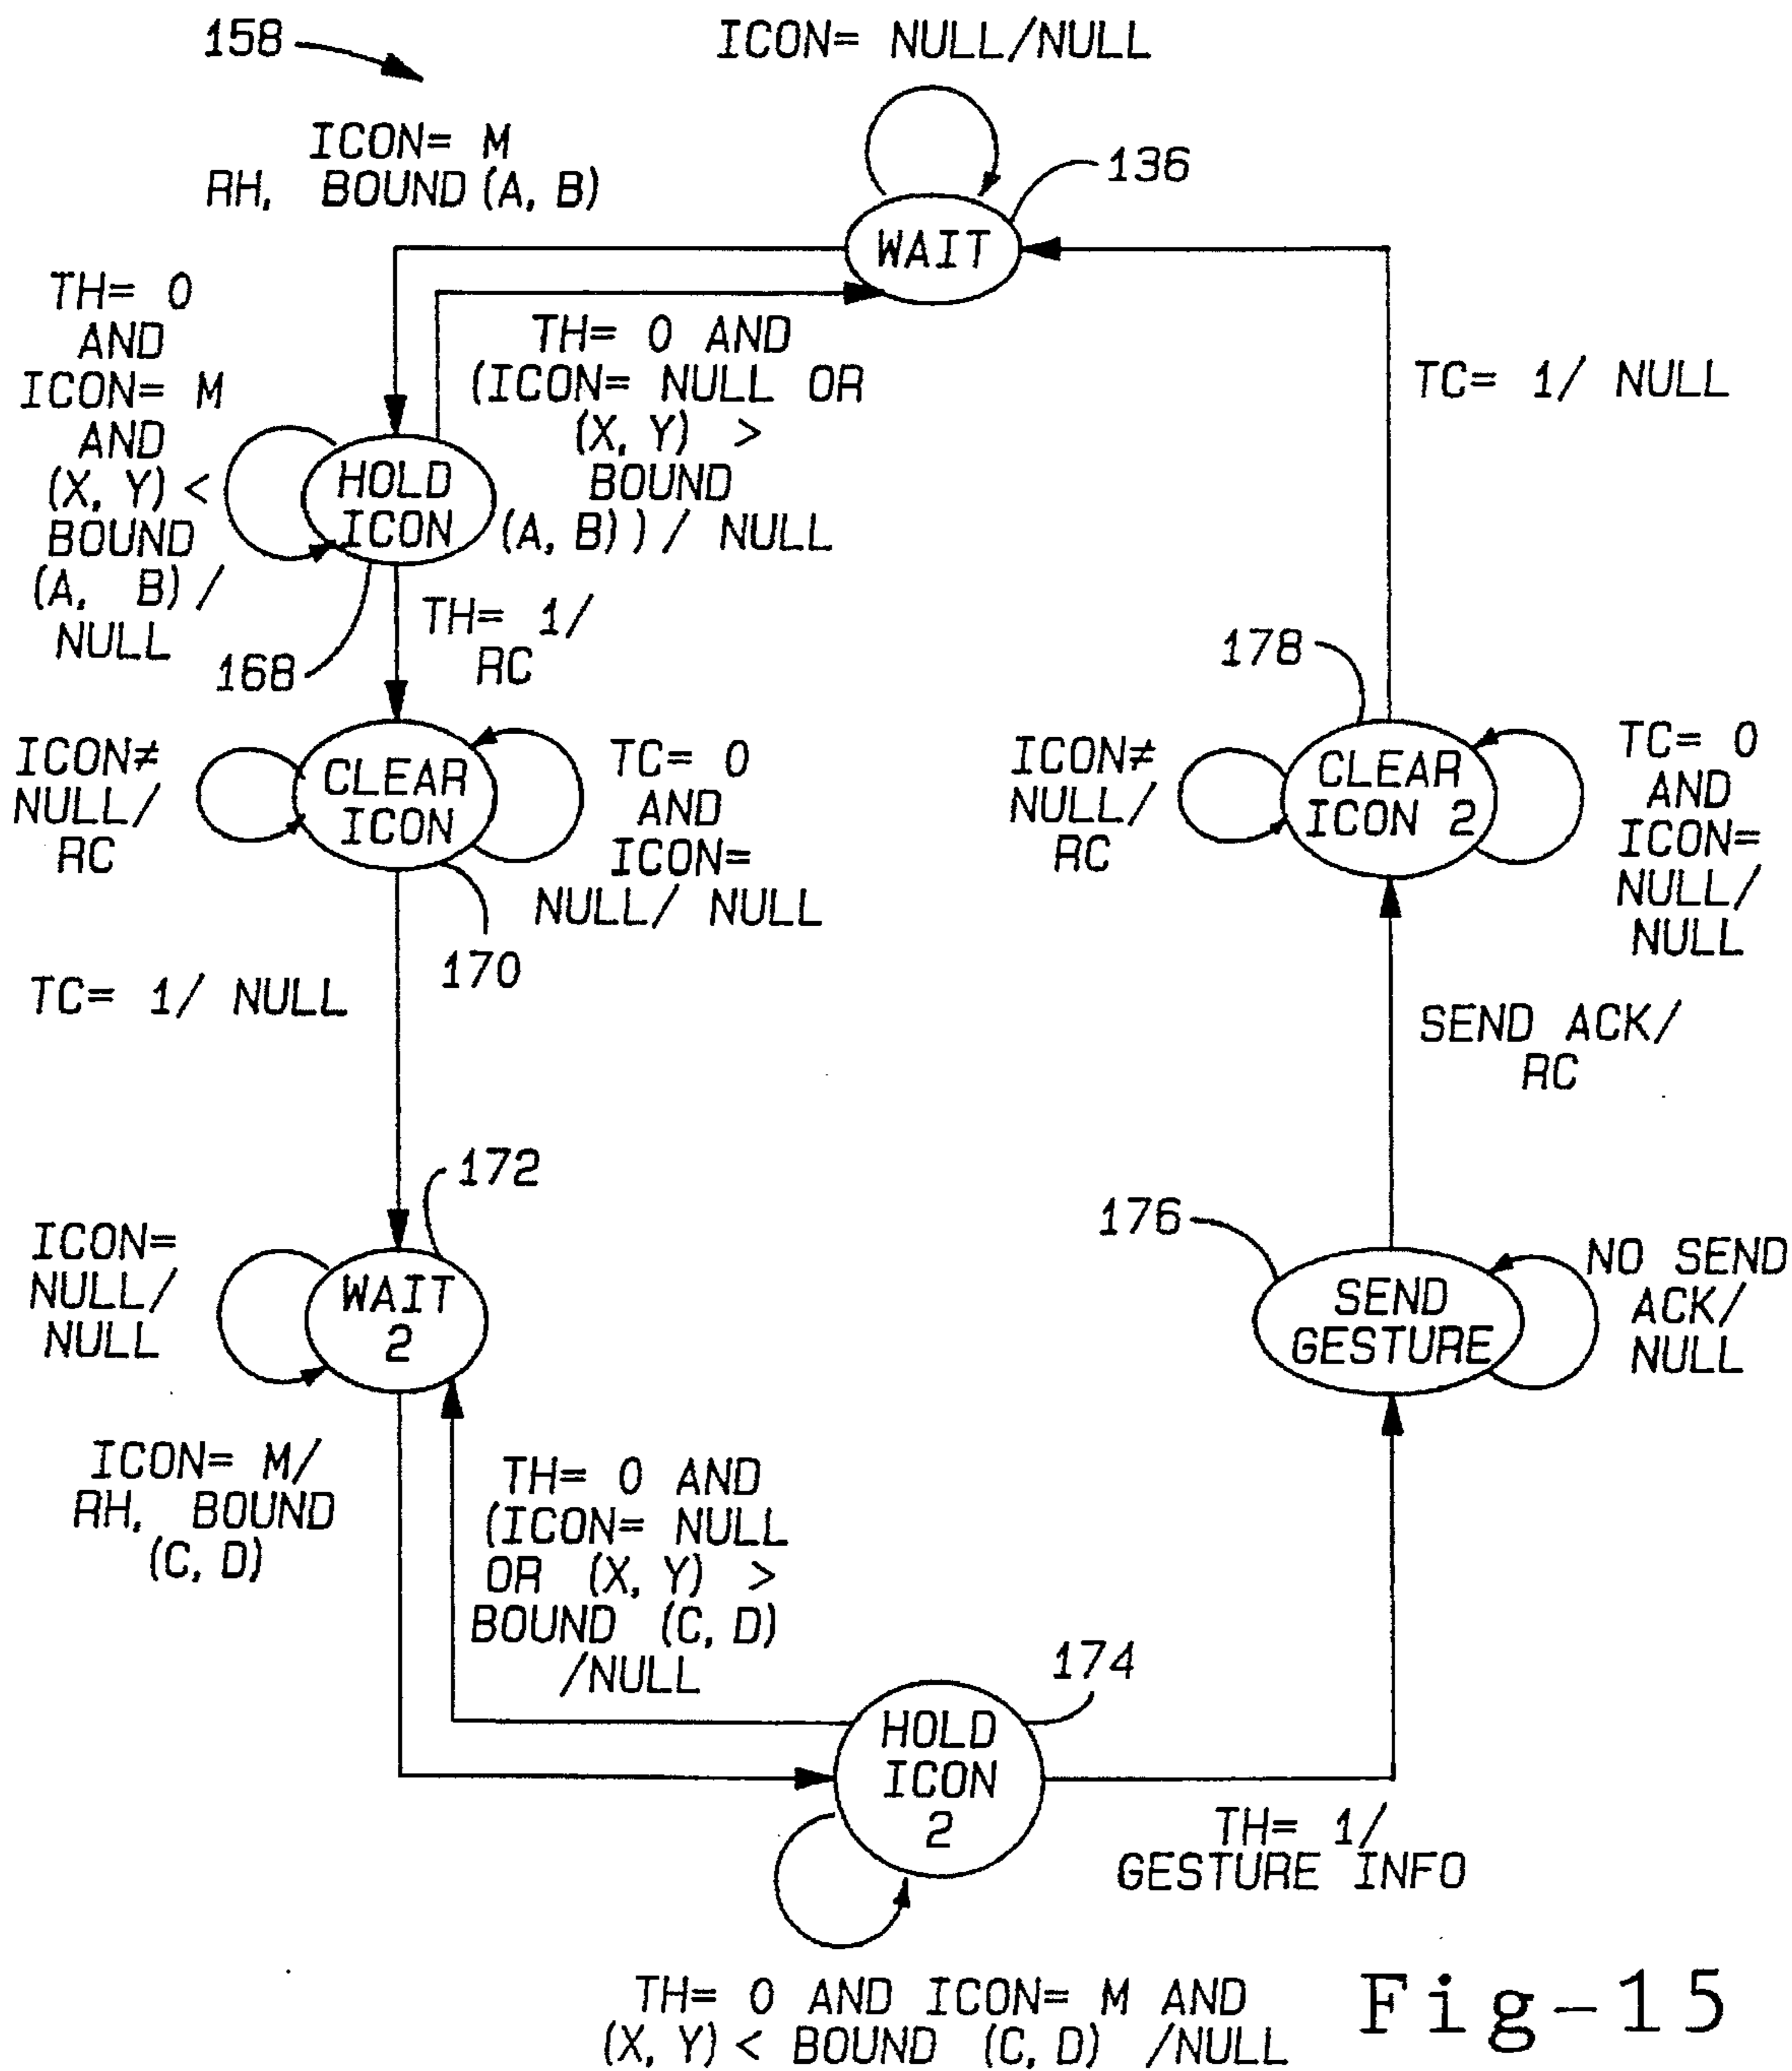 158
ICON= NULL/NULL
ICON= M
RH, BOUND (A, B)
136
WAIT
TH= 0
AND
ICON= M
AND
(X, Y) <
BOUND
(A, B) /
NULL
TH= 0 AND
(ICON= NULL OR
(X, Y) >
BOUND
(A, B) ) / NULL
TC= 1/ NULL
HOLD
ICON
168
TH= 1/
RC
178
ICON≠
NULL/
RC
CLEAR
ICON
TC= 0
AND
ICON=
NULL/ NULL
170
ICON≠
NULL/
RC
CLEAR
ICON 2
TC= 0
AND
ICON=
NULL/
NULL
TC= 1/ NULL
SEND ACK/
RC
172
ICON=
NULL/
NULL
WAIT
2
176
SEND
GESTURE
NO SEND
ACK/
NULL
ICON= M/
RH, BOUND
(C, D)
TH= 0 AND
(ICON= NULL
OR (X, Y) >
BOUND (C, D)
/NULL
174
HOLD
ICON
2
TH= 1/
GESTURE INFO
TH= 0 AND ICON= M AND
(X, Y) < BOUND (C, D) /NULL
Fig-15